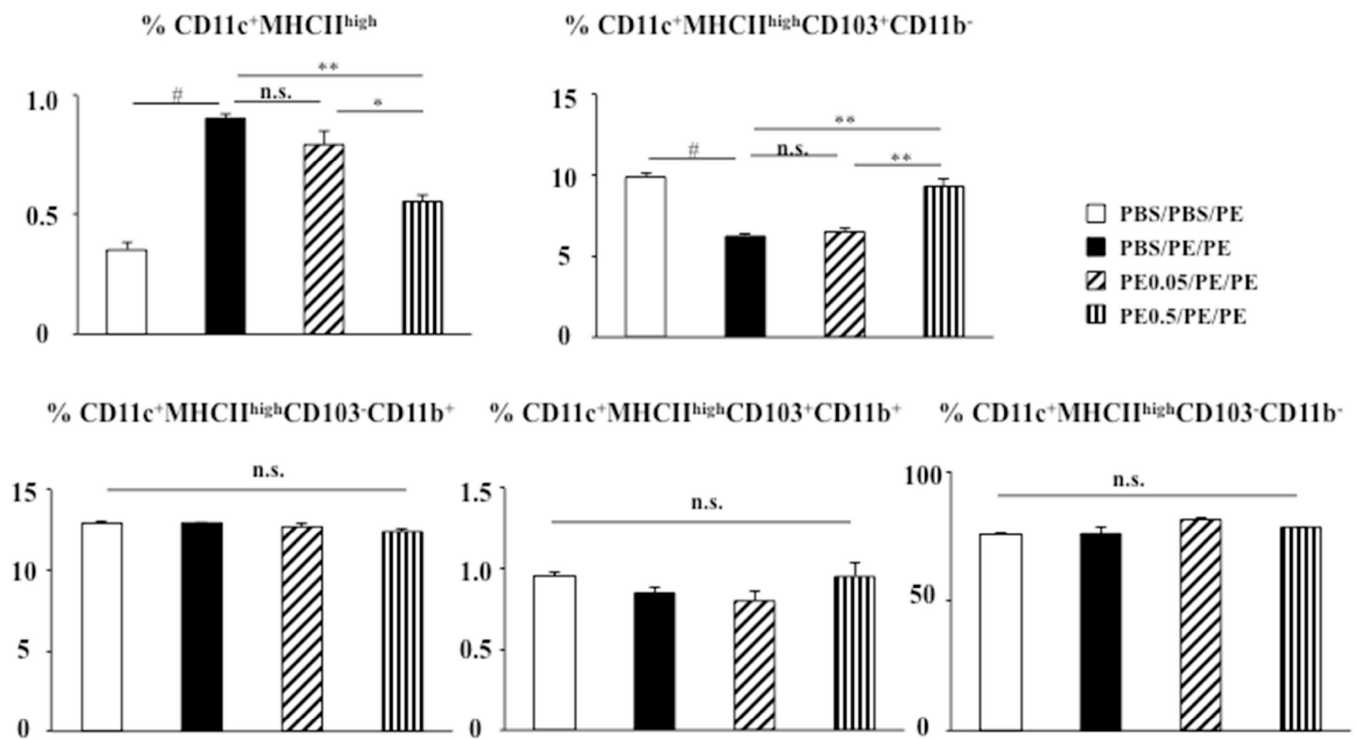 % CD11c⁺MHCIIʰⁱᵍʰ
% CD11c⁺MHCIIʰⁱᵍʰCD103⁺CD11b⁻
**
#
n.s.
*
1.0
0.5
0
**
#
n.s.
**
15
10
5
0
PBS/PBS/PE
PBS/PE/PE
PE0.05/PE/PE
PE0.5/PE/PE
% CD11c⁺MHCIIʰⁱᵍʰCD103⁻CD11b⁺
% CD11c⁺MHCIIʰⁱᵍʰCD103⁺CD11b⁺
% CD11c⁺MHCIIʰⁱᵍʰCD103⁻CD11b⁻
n.s.
15
10
5
0
n.s.
1.5
1.0
0.5
0
n.s.
100
50
0